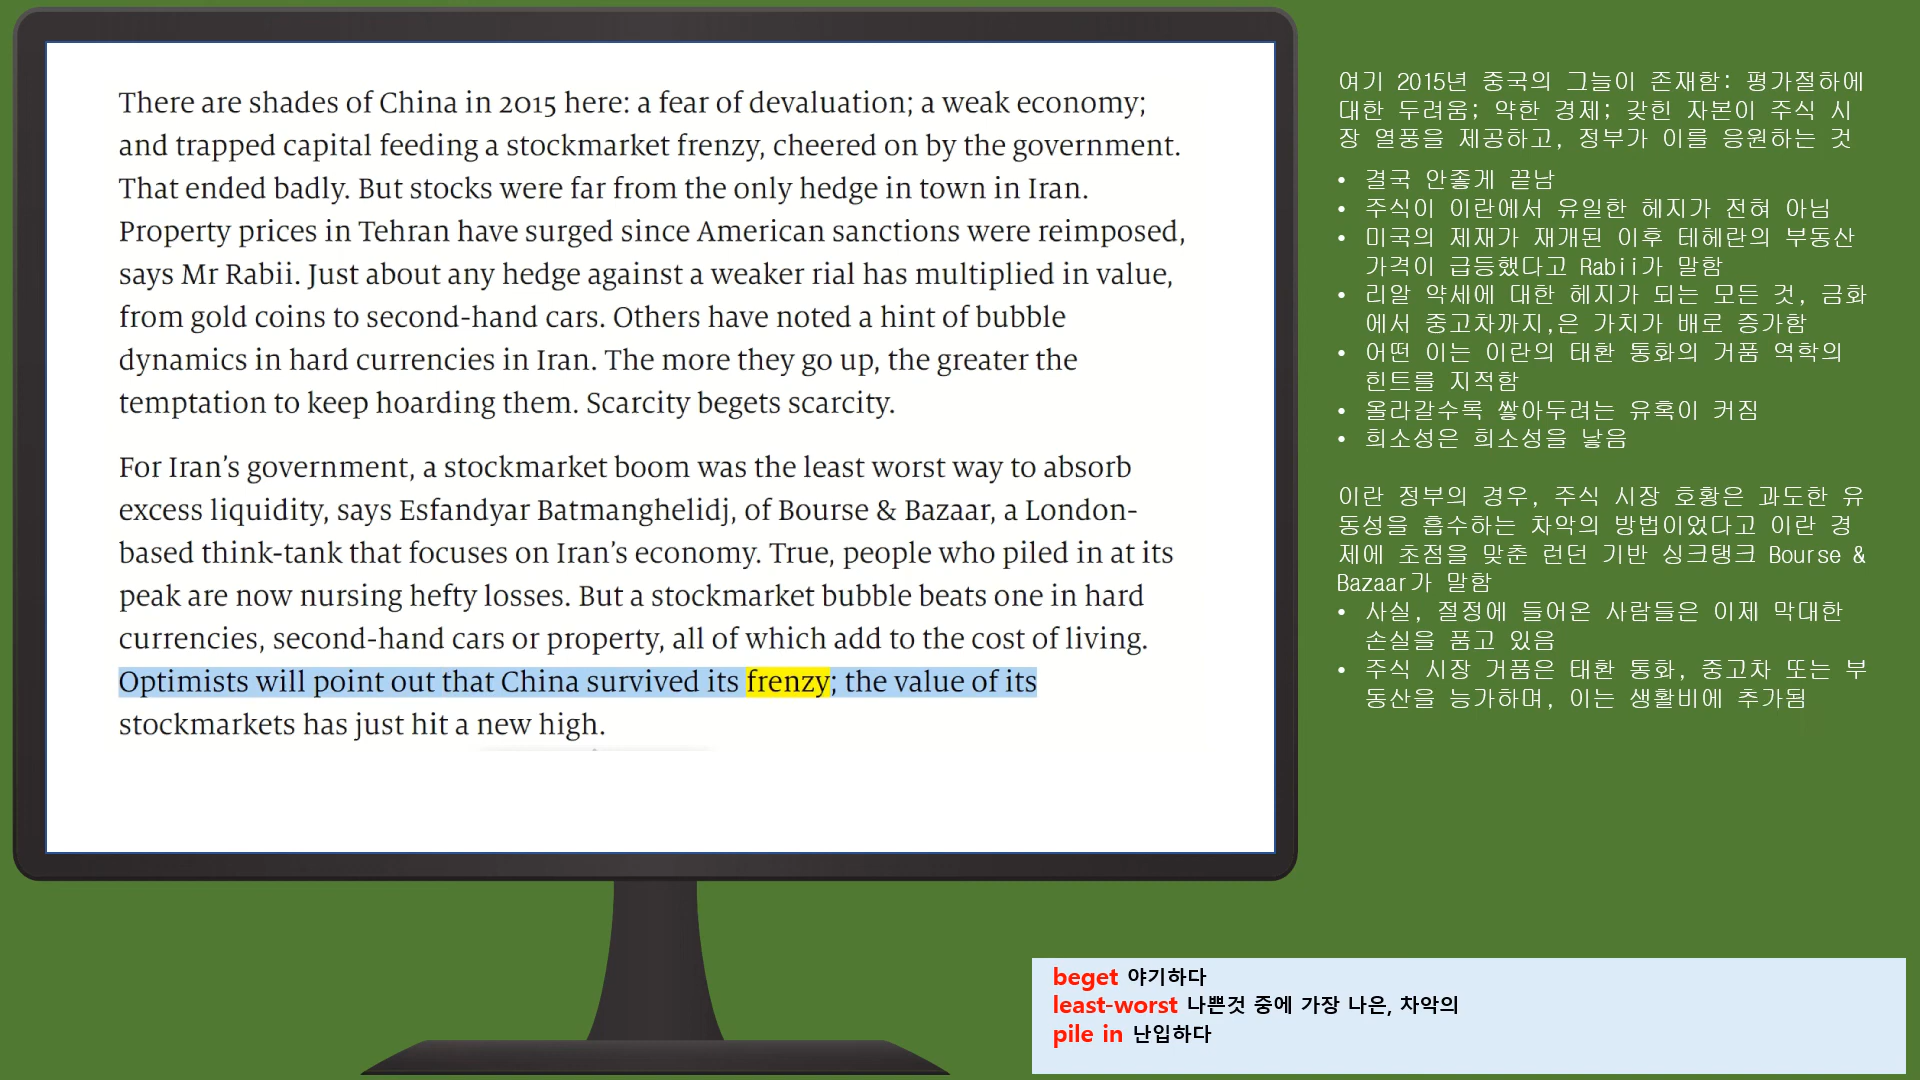 There are shades of China in 2015 here: a fear of devaluation; a weak economy;
and trapped capital feeding a stockmarket frenzy, cheered on by the government.
That ended badly. But stocks were far from the only hedge in town in Iran.
Property prices in Tehran have surged since American sanctions were reimposed,
says Mr Rabii. Just about any hedge against a weaker rial has multiplied in value,
from gold coins to second-hand cars. Others have noted a hint of bubble
dynamics in hard currencies in Iran. The more they go up, the greater the
temptation to keep hoarding them. Scarcity begets scarcity.
For Iran’s government, a stockmarket boom was the least worst way to absorb
excess liquidity, says Esfandyar Batmanghelidj, of Bourse & Bazaar, a London-
based think-tank that focuses on Iran’s economy. True, people who piled in at its
peak are now nursing hefty losses. But a stockmarket bubble beats one in hard
currencies, second-hand cars or property, all of which add to the cost of living.
Optimists will point out that China survived its frenzy; the value of its
stockmarkets has just hit a new high.
여기 2015년 중국의 그늘이 존재함: 평가절하에
대한 두려움; 약한 경제; 갖힌 자본이 주식 시
장 열풍을 제공하고, 정부가 이를 응원하는 것
• 결국 안좋게 끝남
• 주식이 이란에서 유일한 헤지가 전혀 아님
• 미국의 제재가 재개된 이후 테헤란의 부동산
가격이 급등했다고 Rabii가 말함
• 리알 약세에 대한 헤지가 되는 모든 것, 금화
에서 중고차까지,은 가치가 배로 증가함
• 어떤 이는 이란의 태환 통화의 거품 역학의
힌트를 지적함
• 올라갈수록 쌓아두려는 유혹이 커짐
• 희소성은 희소성을 낳음
이란 정부의 경우, 주식 시장 호황은 과도한 유
동성을 흡수하는 차악의 방법이었다고 이란 경
제에 초점을 맞춘 런던 기반 싱크탱크 Bourse &
Bazaar가 말함
• 사실, 절정에 들어온 사람들은 이제 막대한
손실을 품고 있음
• 주식 시장 거품은 태환 통화, 중고차 또는 부
동산을 능가하며, 이는 생활비에 추가됨
beget 야기하다
least-worst 나쁜것 중에 가장 나은, 차악의
pile in 난입하다